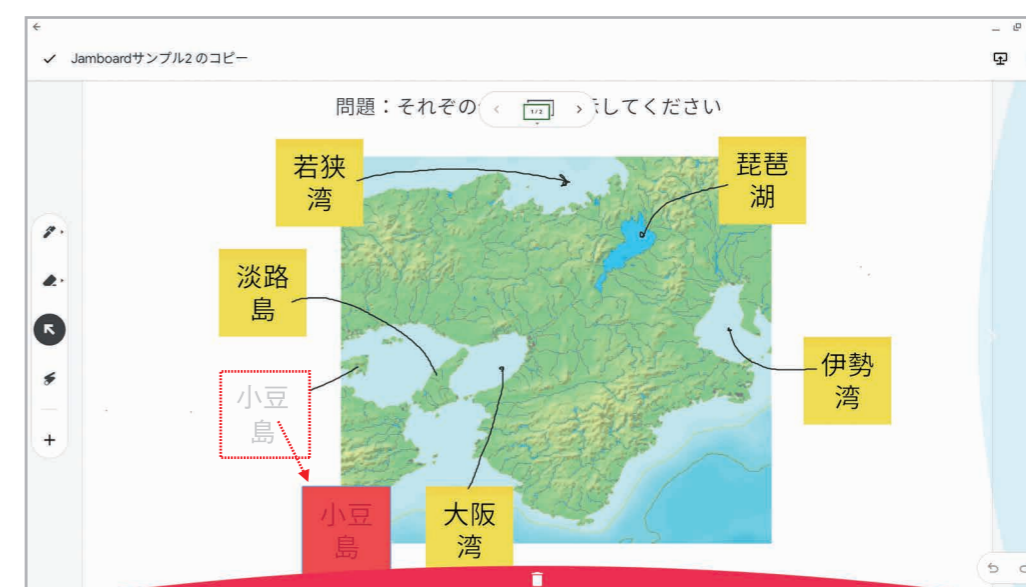 Jamboardサンプル2 のコピー
問題：それぞの
してください
1/2
若狭
湾
琵琶
湖
淡路
島
伊勢
湾
小豆
島
小豆
島
大阪
湾